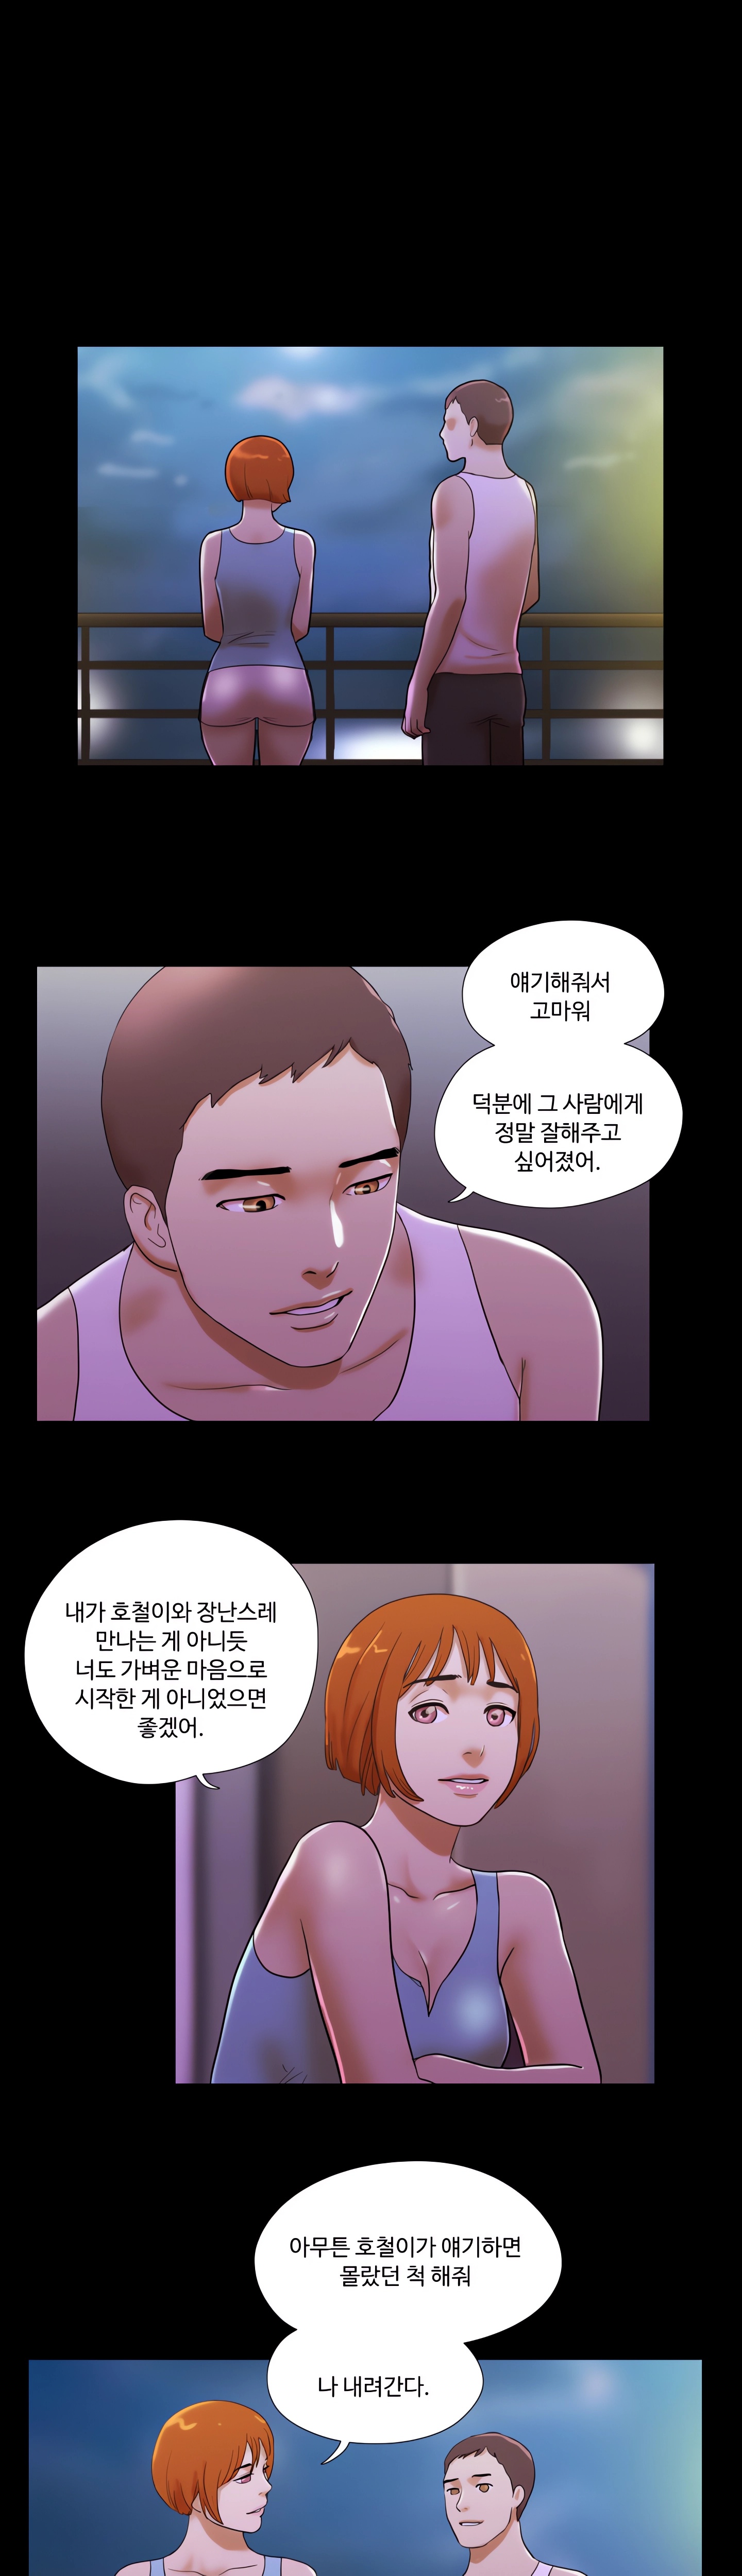 얘기해줘서
고마워
덕분에 그 사람에게
정말 잘해주고
싶어졌어.
내가 호철이와 장난스레
만나는 게 아니듯
너도 가벼운 마음으로
시작한 게 아니었으면
좋겠어.
아무튼 호철이가 얘기하면
몰랐던 척 해줘
나 내려간다.